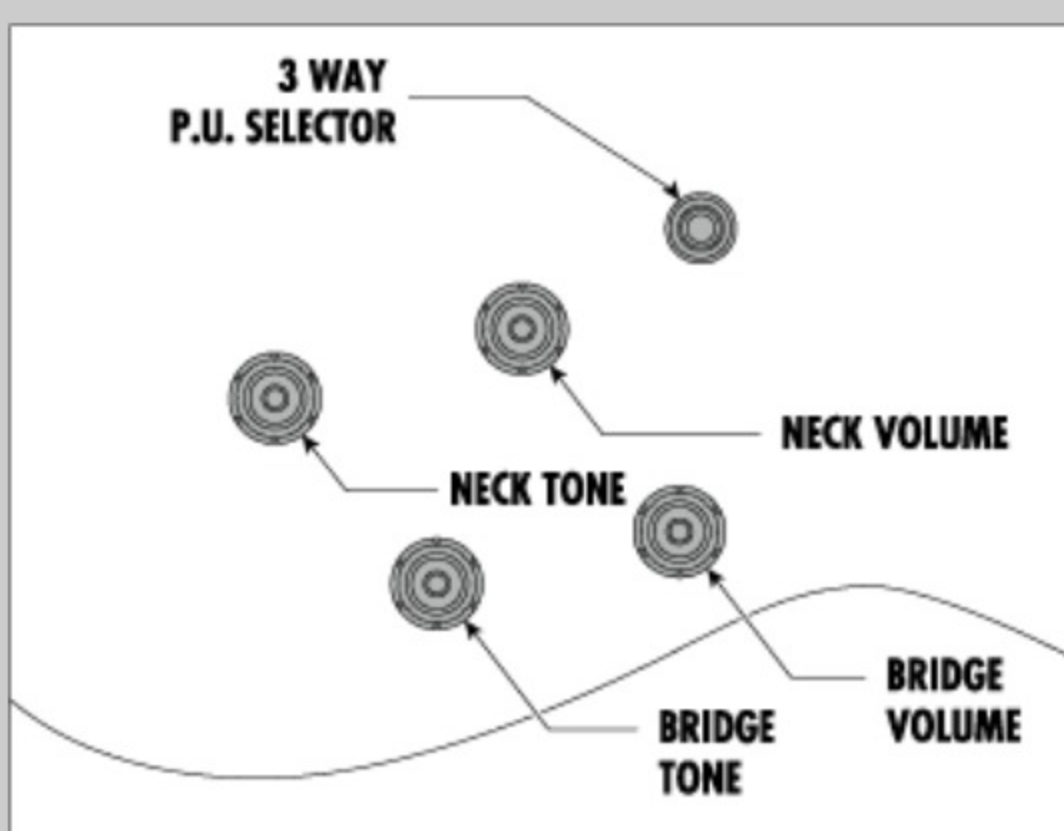 3 WAY
P.U. SELECTOR
NECK VOLUME
NECK TONE
BRIDGE
VOLUME
BRIDGE
TONE